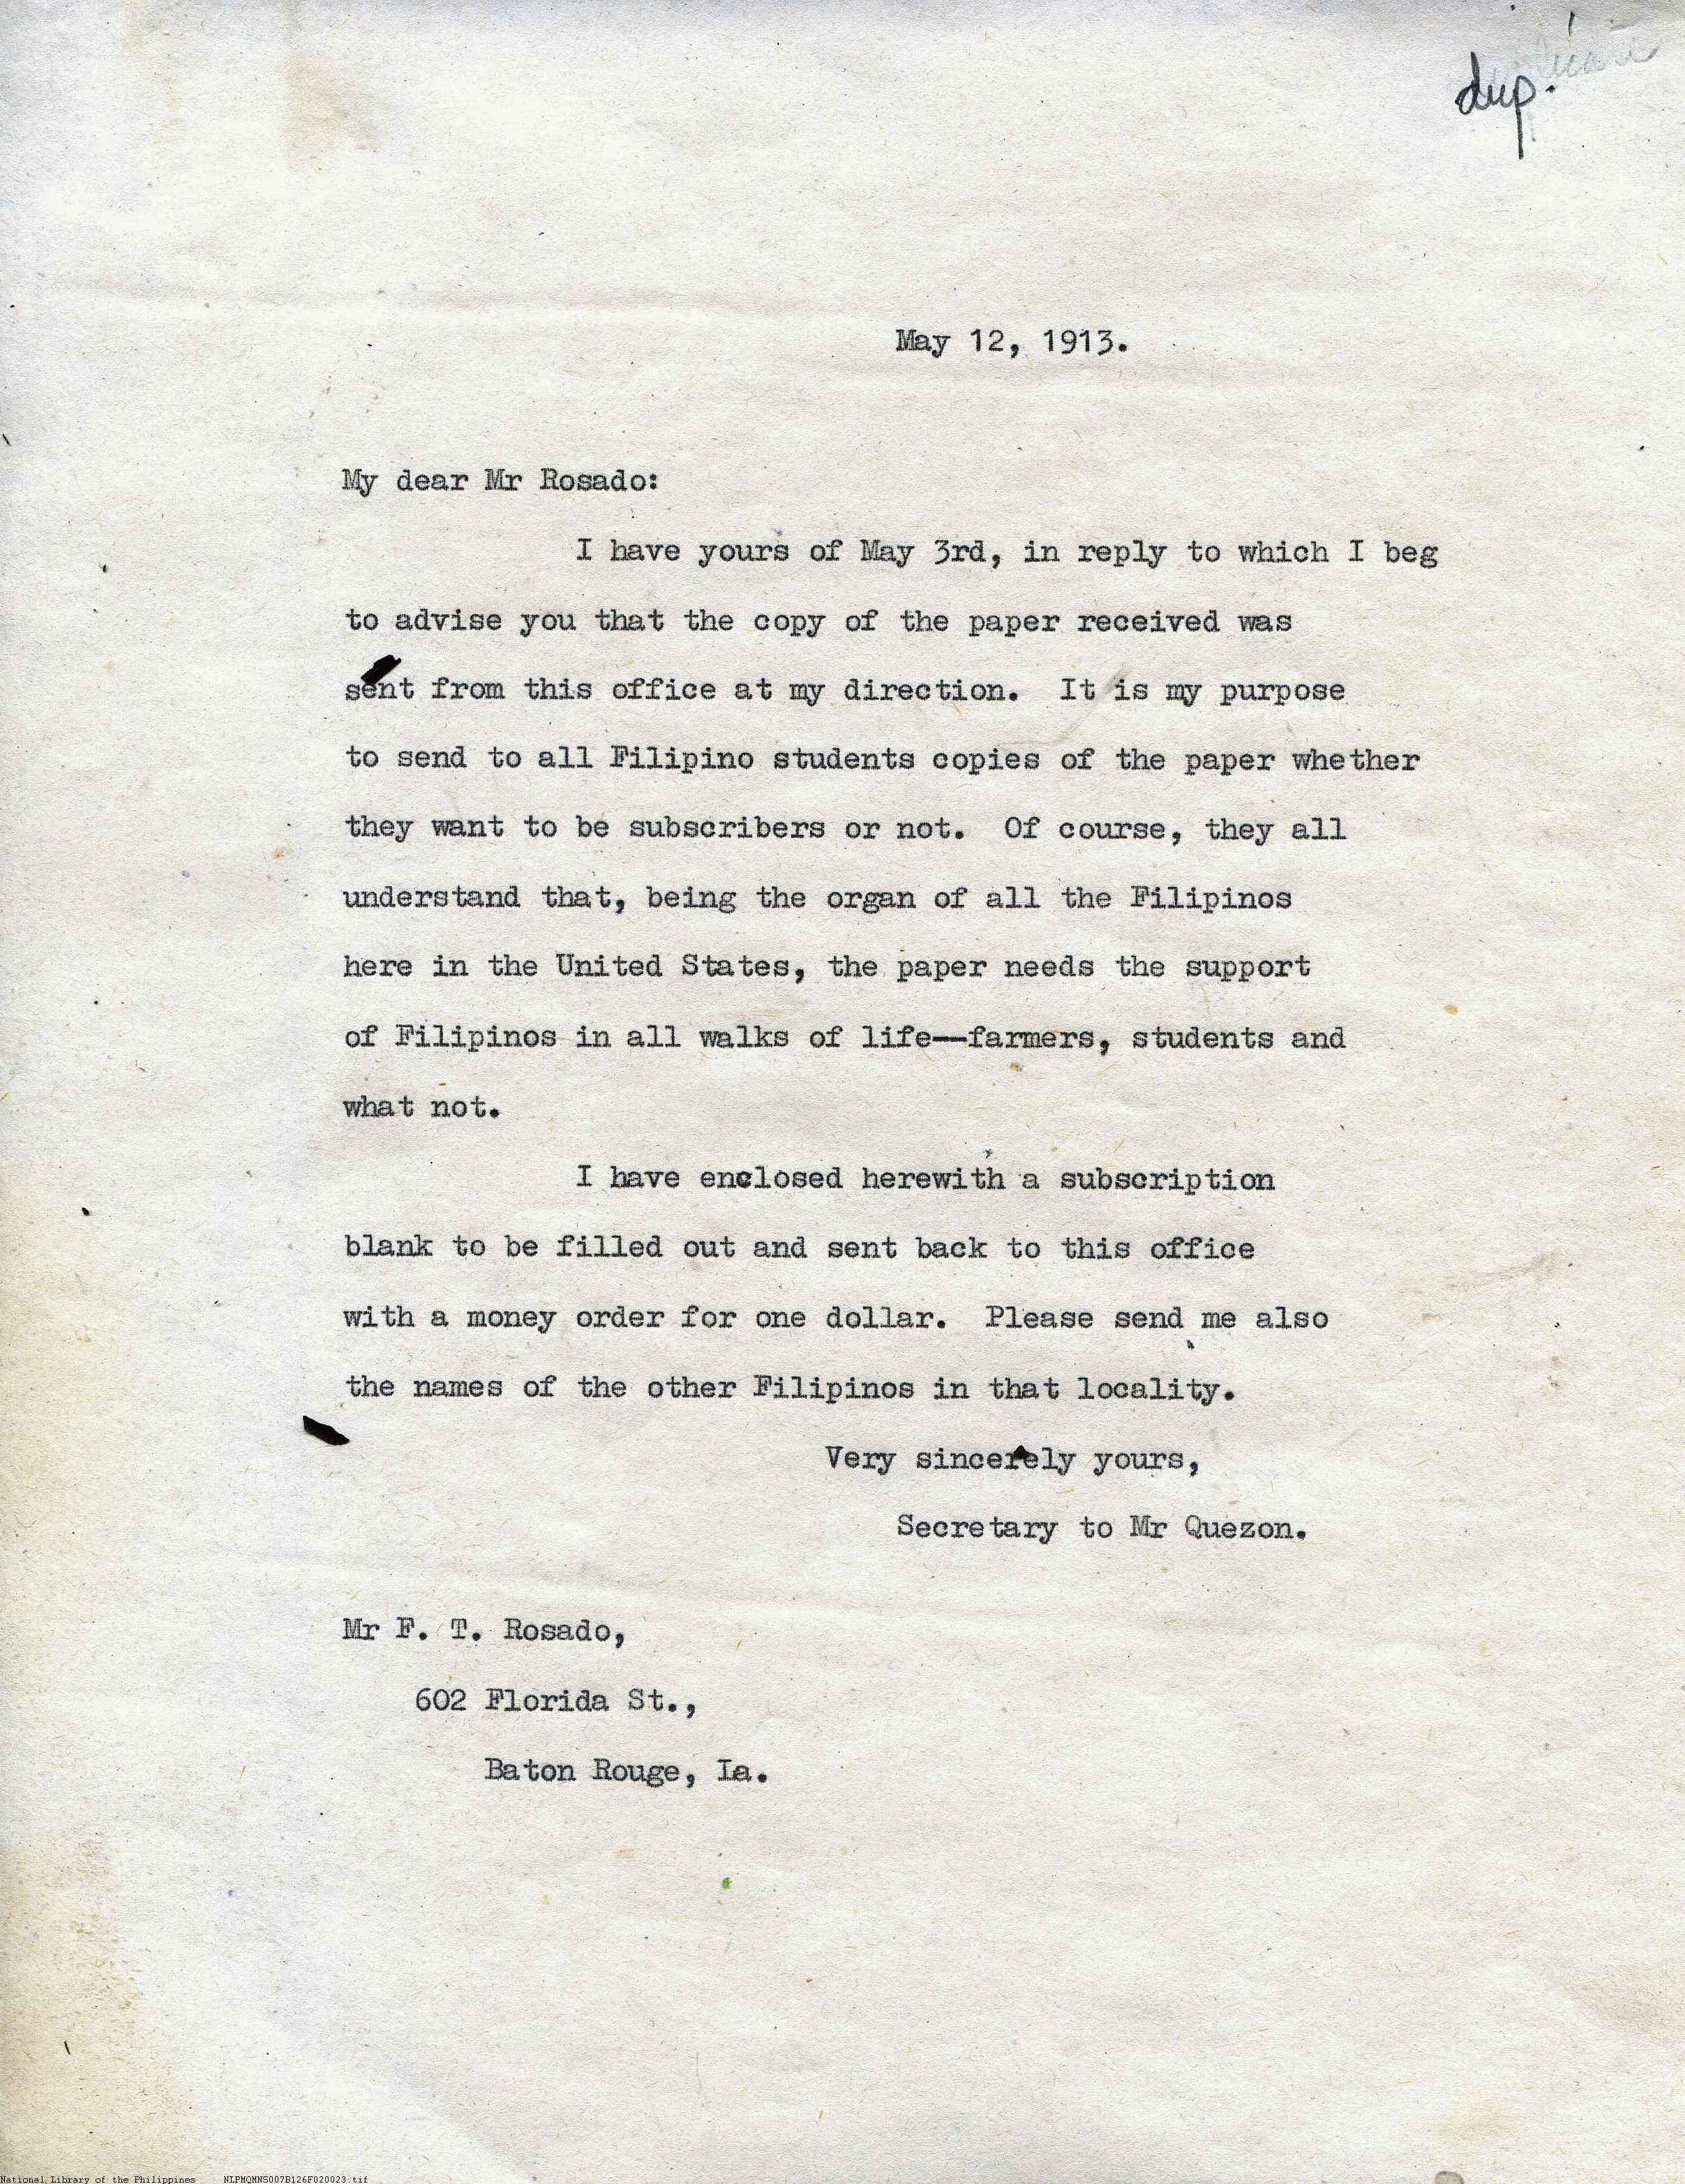 dup.
May 12, 1913.
My dear Mr Rosado:
I have yours of May 3rd, in reply to which I beg
to advise you that the copy of the paper received was
sent from this office at my direction. It is my purpose
to send to all Filipino students copies of the paper whether
they want to be subscribers or not. Of course, they all
understand that, being the organ of all the Filipinos
here in the United States, the paper needs the support
of Filipinos in all walks of life--farmers, students and
what not.
I have enclosed herewith a subscription
blank to be filled out and sent back to this office
with a money order for one dollar. Please send me also
the names of the other Filipinos in that locality.
Very sincerely yours,
Secretary to Mr Quezon.
Mr F. T. Rosado,
602 Florida St.,
Baton Rouge, La.
National Library of the Philippines NLPMQMNS007B126F020023.tif